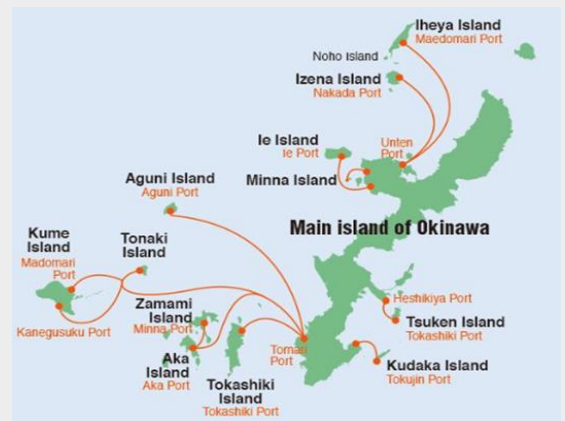 Iheya Island
Maedomari Port
Noho Island
Izena Island
Nakada Port
Ie Island
Ie Port
Unten
Port
Minna Island
Aguni Island
Aguni Port
Main island of Okinawa
Kume
Island
Madomari
Port
Tonaki
Island
Kanegusuku Port
Zamami
Island
Minna Port
Aka
Island
Aka Port
Tokashiki
Island
Tokashiki Port
Tomari
Port
Heshikiya Port
Tsuken Island
Tokashiki Port
Kudaka Island
Tokujin Port